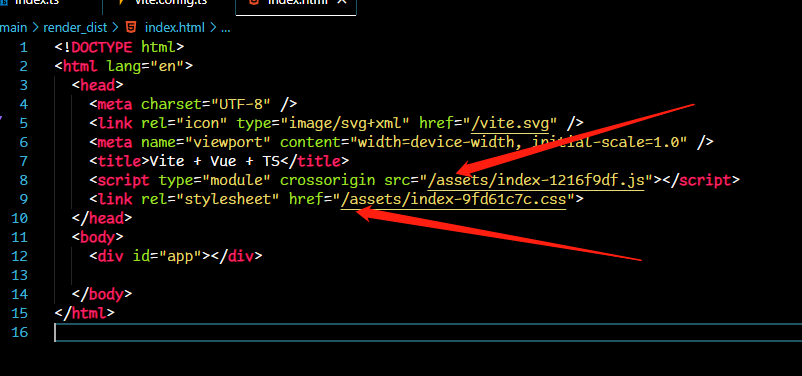 index.ts vite.config.ts index.html
main > render_dist > index.html > ...
1 <!DOCTYPE html>
2 <html lang="en">
3 <head>
4 <meta charset="UTF-8" />
5 <link rel="icon" type="image/svg+xml" href="/vite.svg" />
6 <meta name="viewport" content="width=device-width, initial-scale=1.0" />
7 <title>Vite + Vue + TS</title>
8 <script type="module" crossorigin src="/assets/index-1216f9df.js"></script>
9 <link rel="stylesheet" href="/assets/index-9fd61c7c.css">
10 </head>
11 <body>
12 <div id="app"></div>
13
14 </body>
15 </html>
16